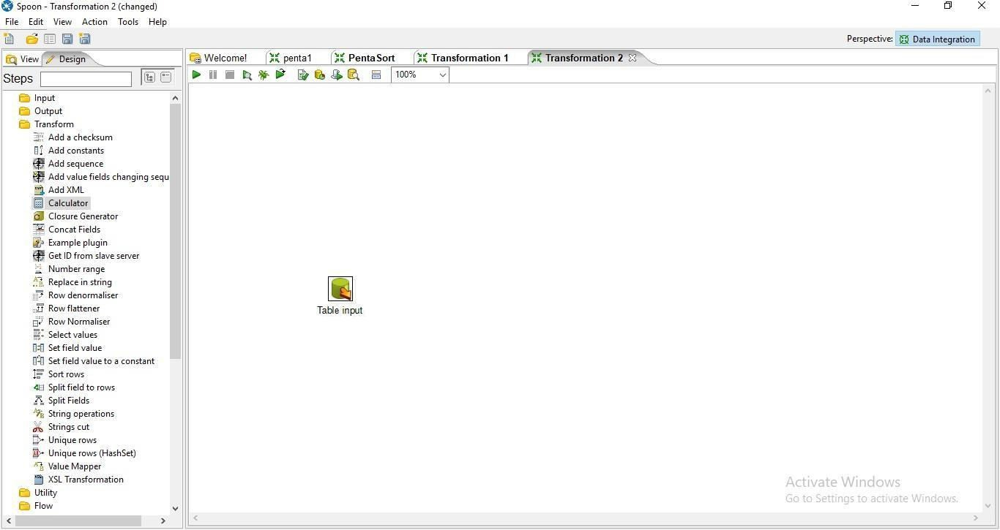 Spoon - Transformation 2 (changed)
File Edit View Action Tools Help
Perspective: Data Integration
View Design
Welcome! penta1 PentaSort Transformation 1 Transformation 2
Steps
100%
Input
Output
Transform
Add a checksum
Add constants
Add sequence
Add value fields changing sequ
Add XML
Calculator
Closure Generator
Concat Fields
Example plugin
Get ID from slave server
Number range
Replace in string
Row denormaliser
Row flattener
Row Normaliser
Select values
Set field value
Set field value to a constant
Sort rows
Split field to rows
Split Fields
String operations
Strings cut
Unique rows
Unique rows (HashSet)
Value Mapper
XSL Transformation
Utility
Flow
Table input
Activate Windows
Go to Settings to activate Windows.